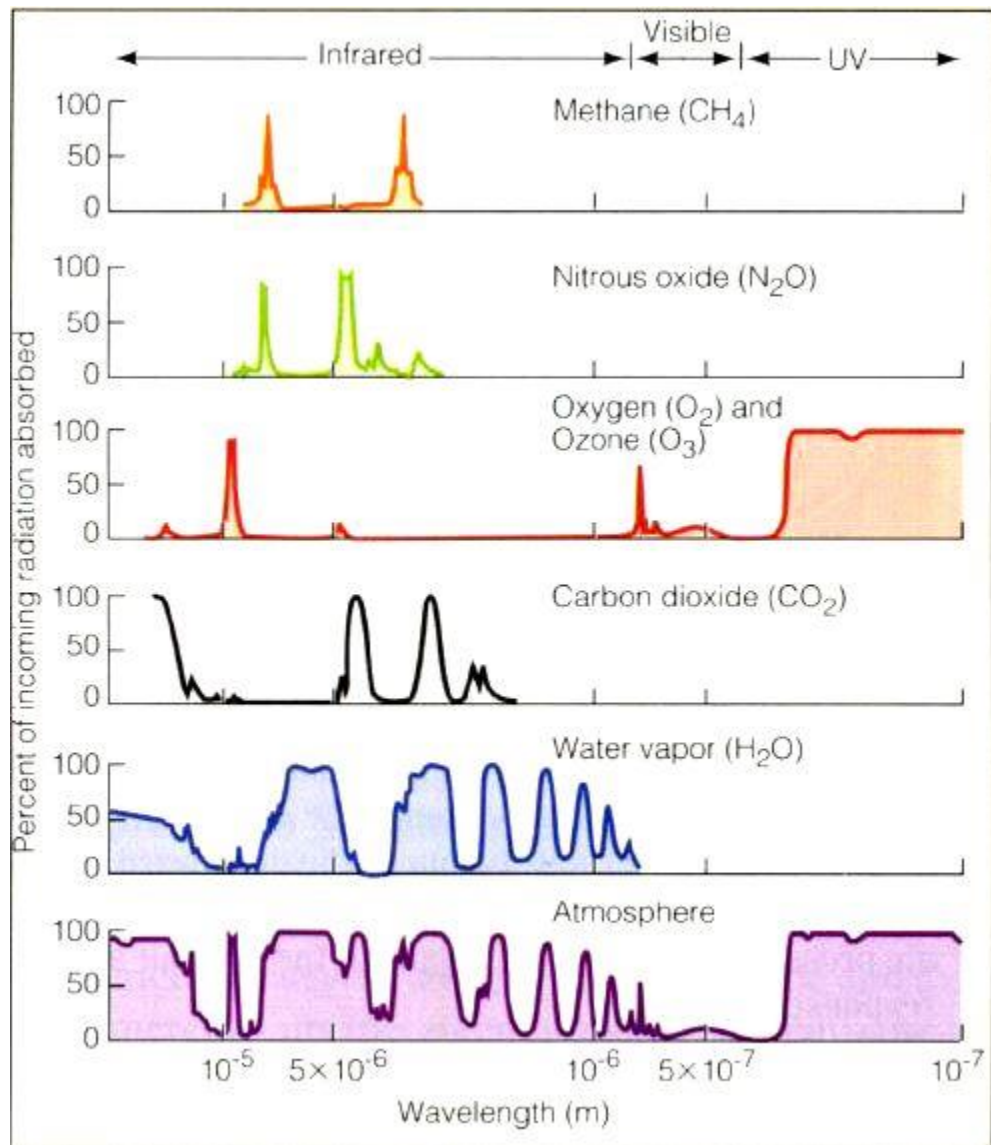 Visible
Infrared
UV
Percent of incoming radiation absorbed
Methane (CH₄)
100
50
0
Nitrous oxide (N₂O)
100
50
0
Oxygen (O₂) and
Ozone (O₃)
100
50
0
Carbon dioxide (CO₂)
100
50
0
Water vapor (H₂O)
100
50
0
Atmosphere
100
50
0
10⁻⁵ 5×10⁻⁶ 10⁻⁶ 5×10⁻⁷ 10⁻⁷
Wavelength (m)